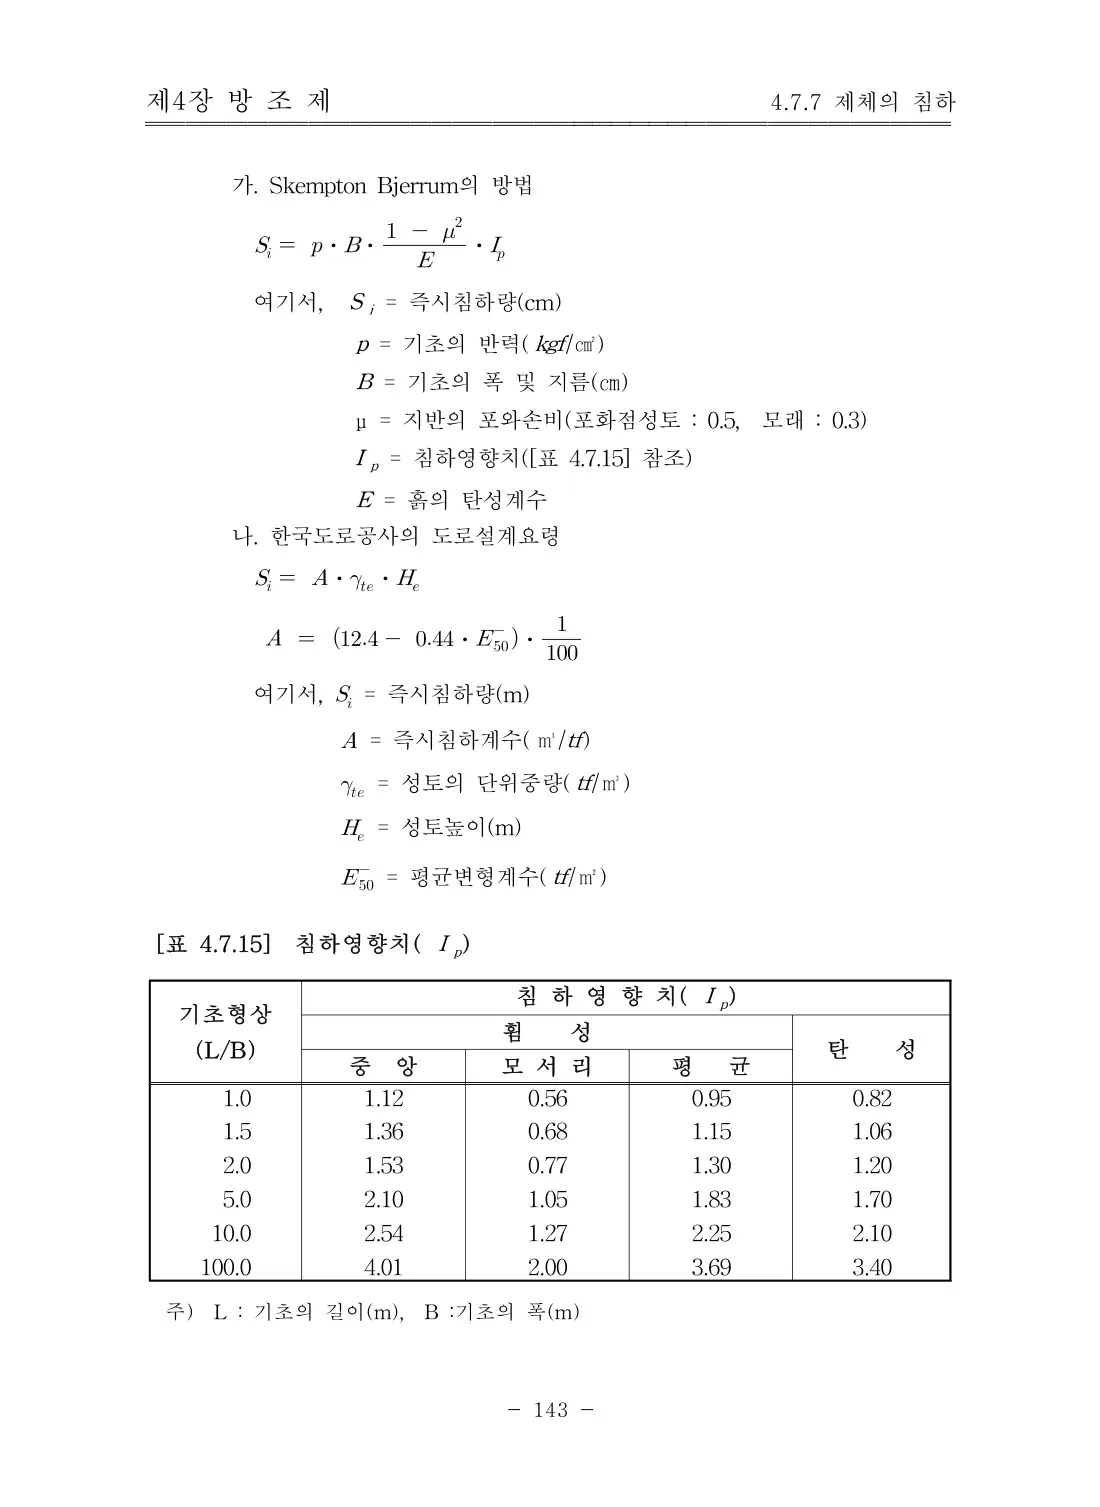 제4장 방 조 제 4.7.7 제체의 침하
가. Skempton Bjerrum의 방법
S_i = p · B · \frac{1 - μ^2}{E} · I_p
여기서, S_i = 즉시침하량(cm)
p = 기초의 반력( kgf/㎠)
B = 기초의 폭 및 지름(㎝)
μ = 지반의 포와손비(포화점성토 : 0.5, 모래 : 0.3)
I_p = 침하영향치([표 4.7.15] 참조)
E = 흙의 탄성계수
나. 한국도로공사의 도로설계요령
S_i = A · γ_{te} · H_e
A = (12.4 - 0.44 · E_{50}^{-}) · \frac{1}{100}
여기서, S_i = 즉시침하량(m)
A = 즉시침하계수( ㎥/tf)
γ_{te} = 성토의 단위중량( tf/㎥)
H_e = 성토높이(m)
E_{50}^{-} = 평균변형계수( tf/㎡)
[표 4.7.15] 침하영향치( I_p)
기초형상 (L/B) 침 하 영 향 치( I_p)
휨 성 탄 성
중 앙 모 서 리 평 균
1.0 1.12 0.56 0.95 0.82
1.5 1.36 0.68 1.15 1.06
2.0 1.53 0.77 1.30 1.20
5.0 2.10 1.05 1.83 1.70
10.0 2.54 1.27 2.25 2.10
100.0 4.01 2.00 3.69 3.40
주) L : 기초의 길이(m), B :기초의 폭(m)
- 143 -